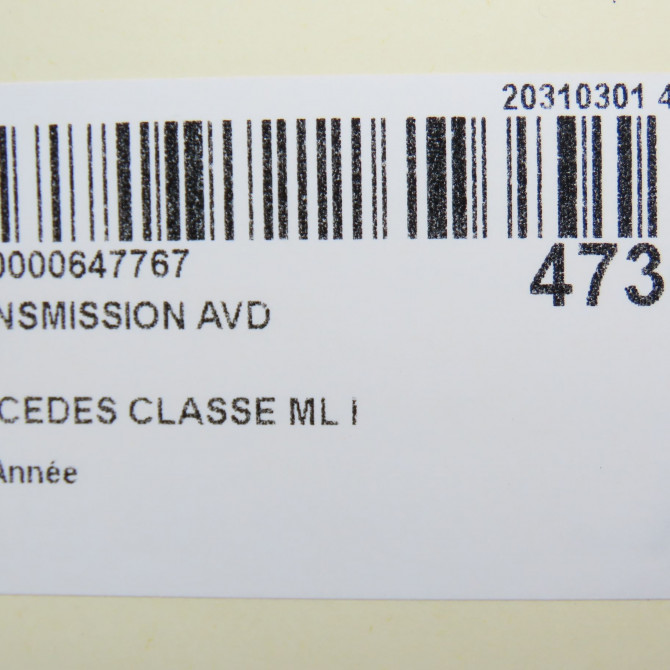 20310301 4
0000647767
473
NSMISSION AVD
CEDES CLASSE ML I
Année